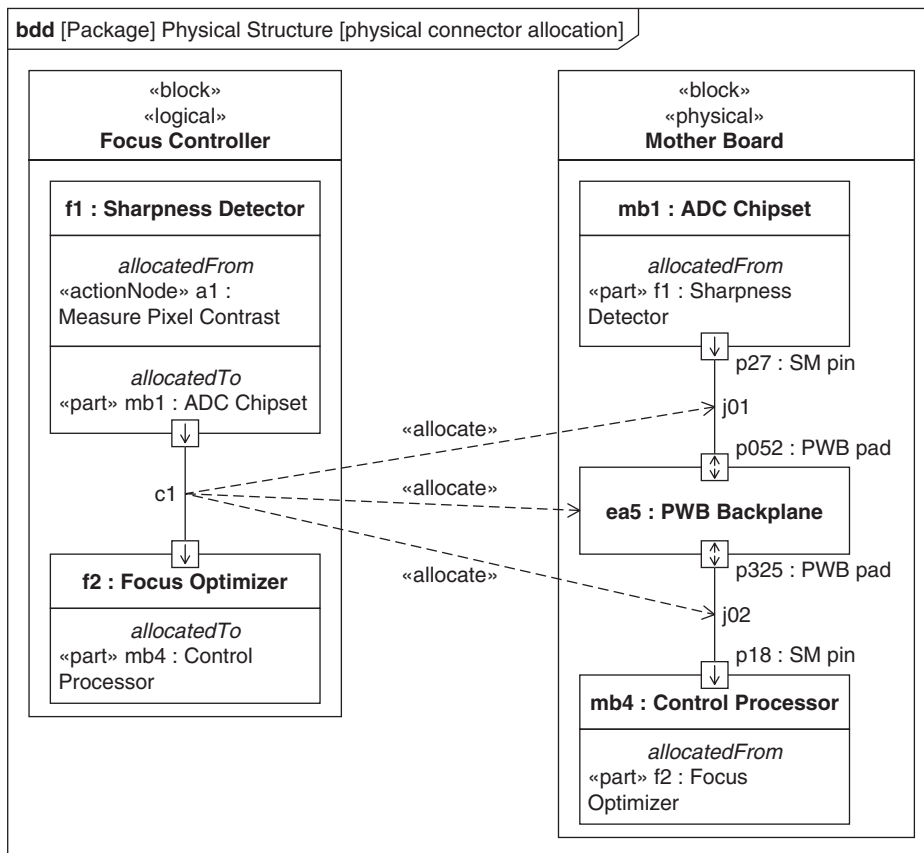 bdd [Package] Physical Structure [physical connector allocation]
«block»
«logical»
Focus Controller
f1 : Sharpness Detector
allocatedFrom
«actionNode» a1 :
Measure Pixel Contrast
allocatedTo
«part» mb1 : ADC Chipset
c1
f2 : Focus Optimizer
allocatedTo
«part» mb4 : Control
Processor
«allocate»
«allocate»
«allocate»
«block»
«physical»
Mother Board
mb1 : ADC Chipset
allocatedFrom
«part» f1 : Sharpness
Detector
p27 : SM pin
j01
p052 : PWB pad
ea5 : PWB Backplane
p325 : PWB pad
j02
p18 : SM pin
mb4 : Control Processor
allocatedFrom
«part» f2 : Focus
Optimizer